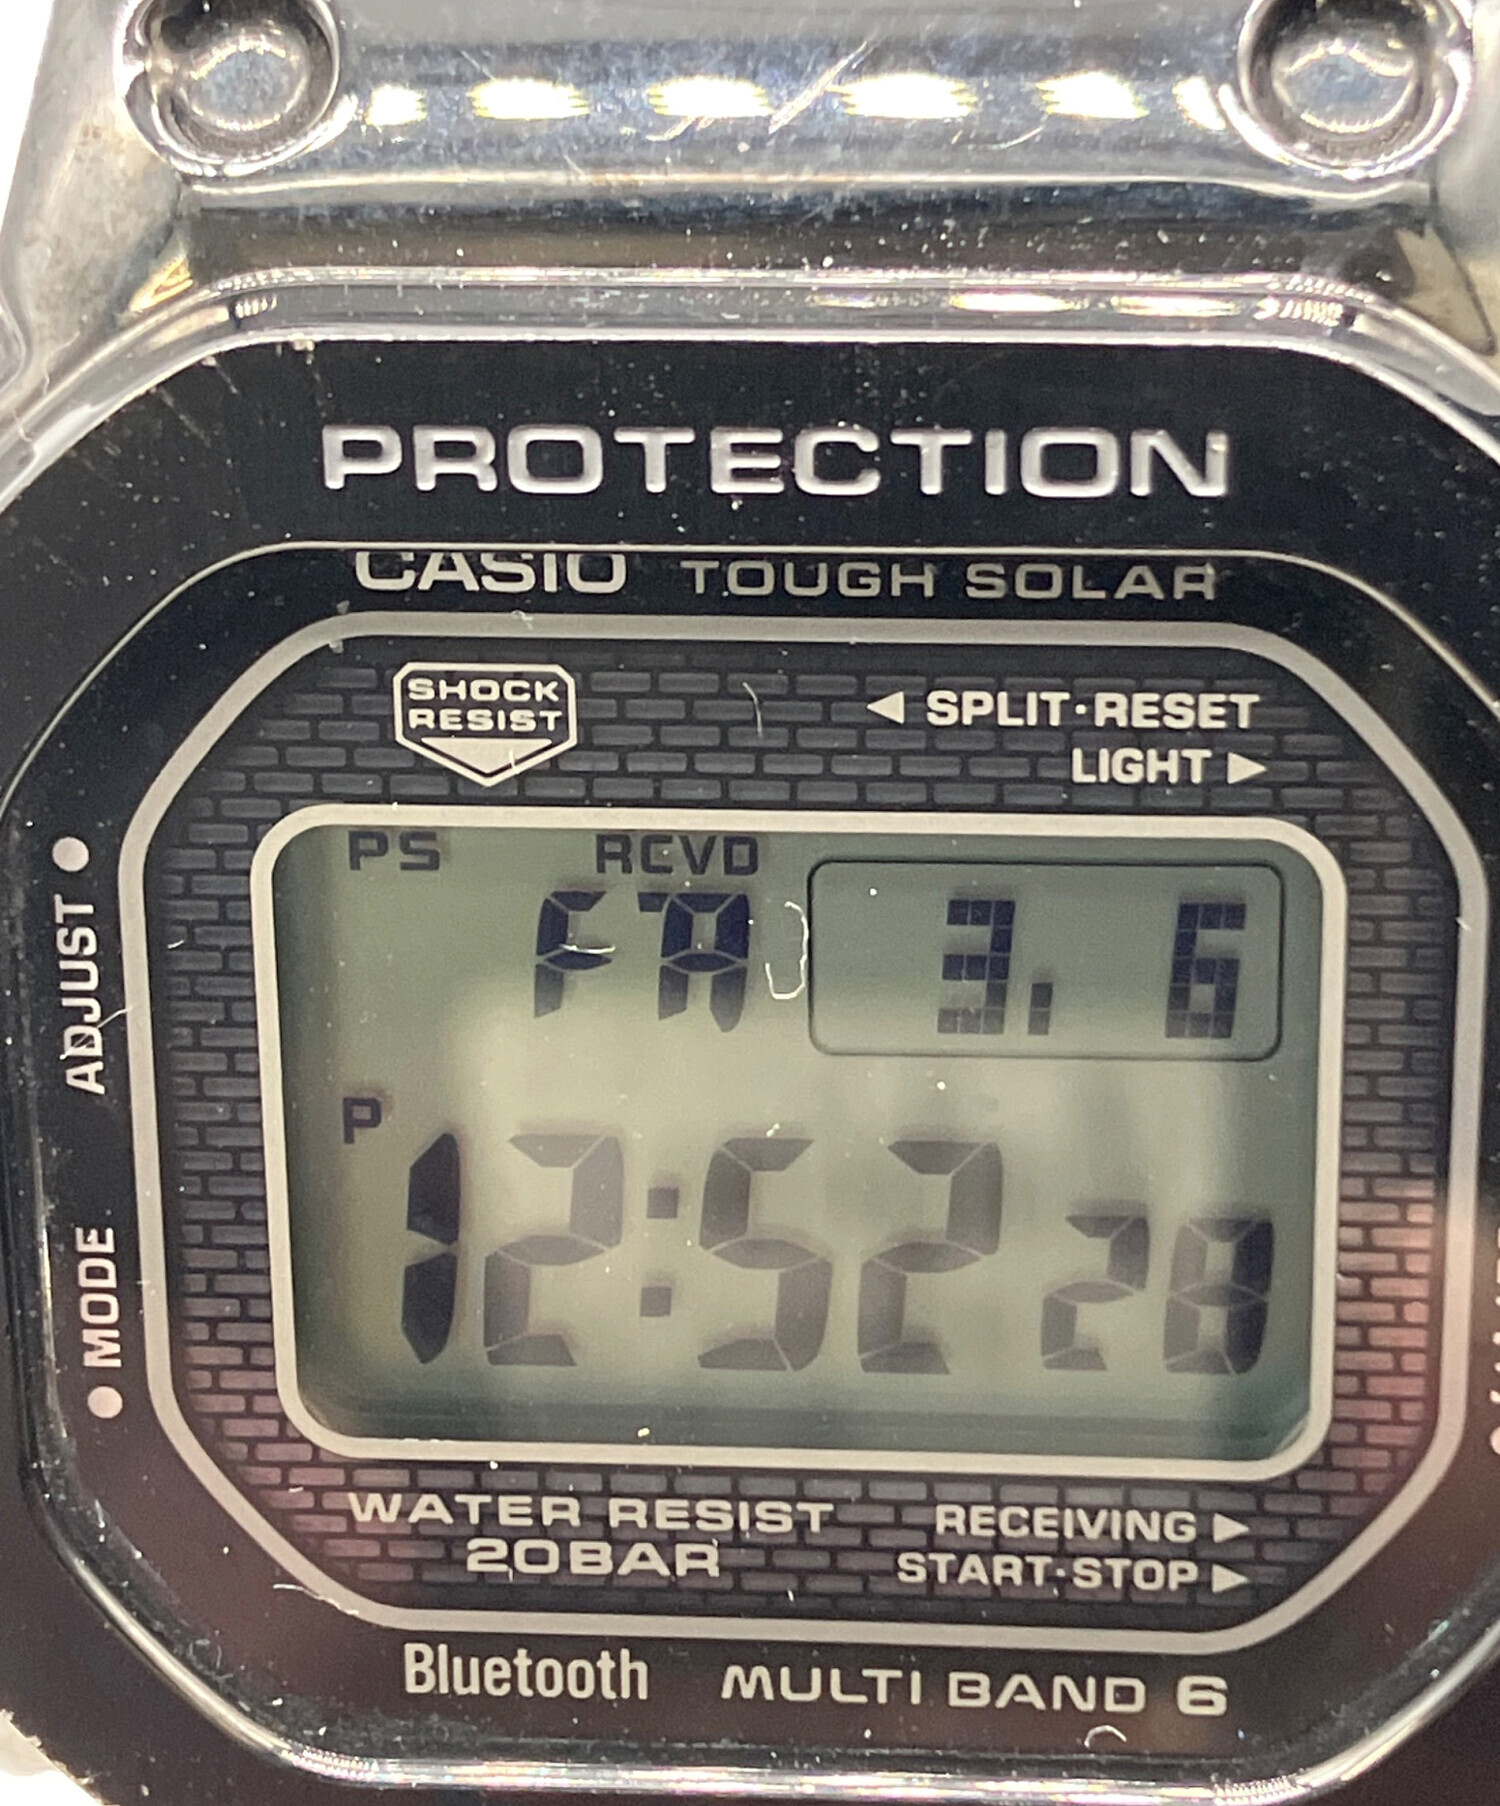 PROTECTION
CASIO TOUGH SOLAR
SHOCK
RESIST
◀ SPLIT·RESET
LIGHT ▶
ADJUST
MODE
PS RCVD
FR 3. 6
P
12:52 28
WATER RESIST
20BAR
RECEIVING ▶
START·STOP ▶
Bluetooth MULTI BAND 6